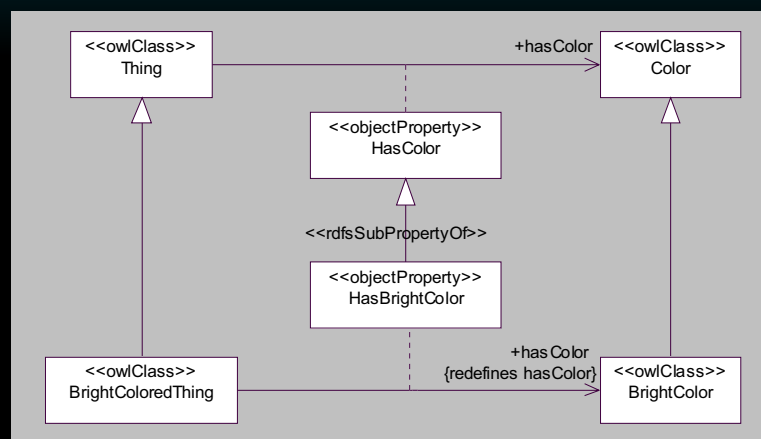 <<owlClass>>
Thing
+hasColor
<<owlClass>>
Color
<<objectProperty>>
HasColor
<<rdfsSubPropertyOf>>
<<objectProperty>>
HasBrightColor
<<owlClass>>
BrightColoredThing
+hasColor
{redefines hasColor}
<<owlClass>>
BrightColor